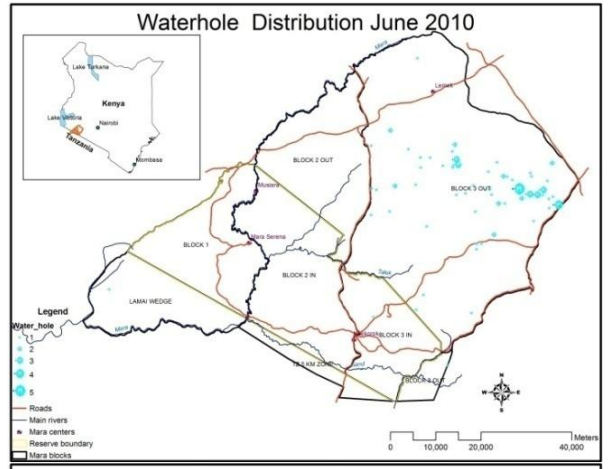 Waterhole Distribution June 2010
Lake Turkana
Kenya
Lake Victoria
Nairobi
Tanzania
Mombasa
Mara
Lemek
BLOCK 2 OUT
BLOCK 3 OUT
Musiara
Mara Serena
BLOCK 1
BLOCK 2 IN
Talek
LAMAI WEDGE
Mara
BLOCK 3 IN
Sand
BLOCK 3 OUT
Legend
Water_hole
1
2
3
4
5
Roads
Main rivers
Mara centers
Reserve boundary
Mara blocks
N
W E
S
Meters
0 10,000 20,000 40,000